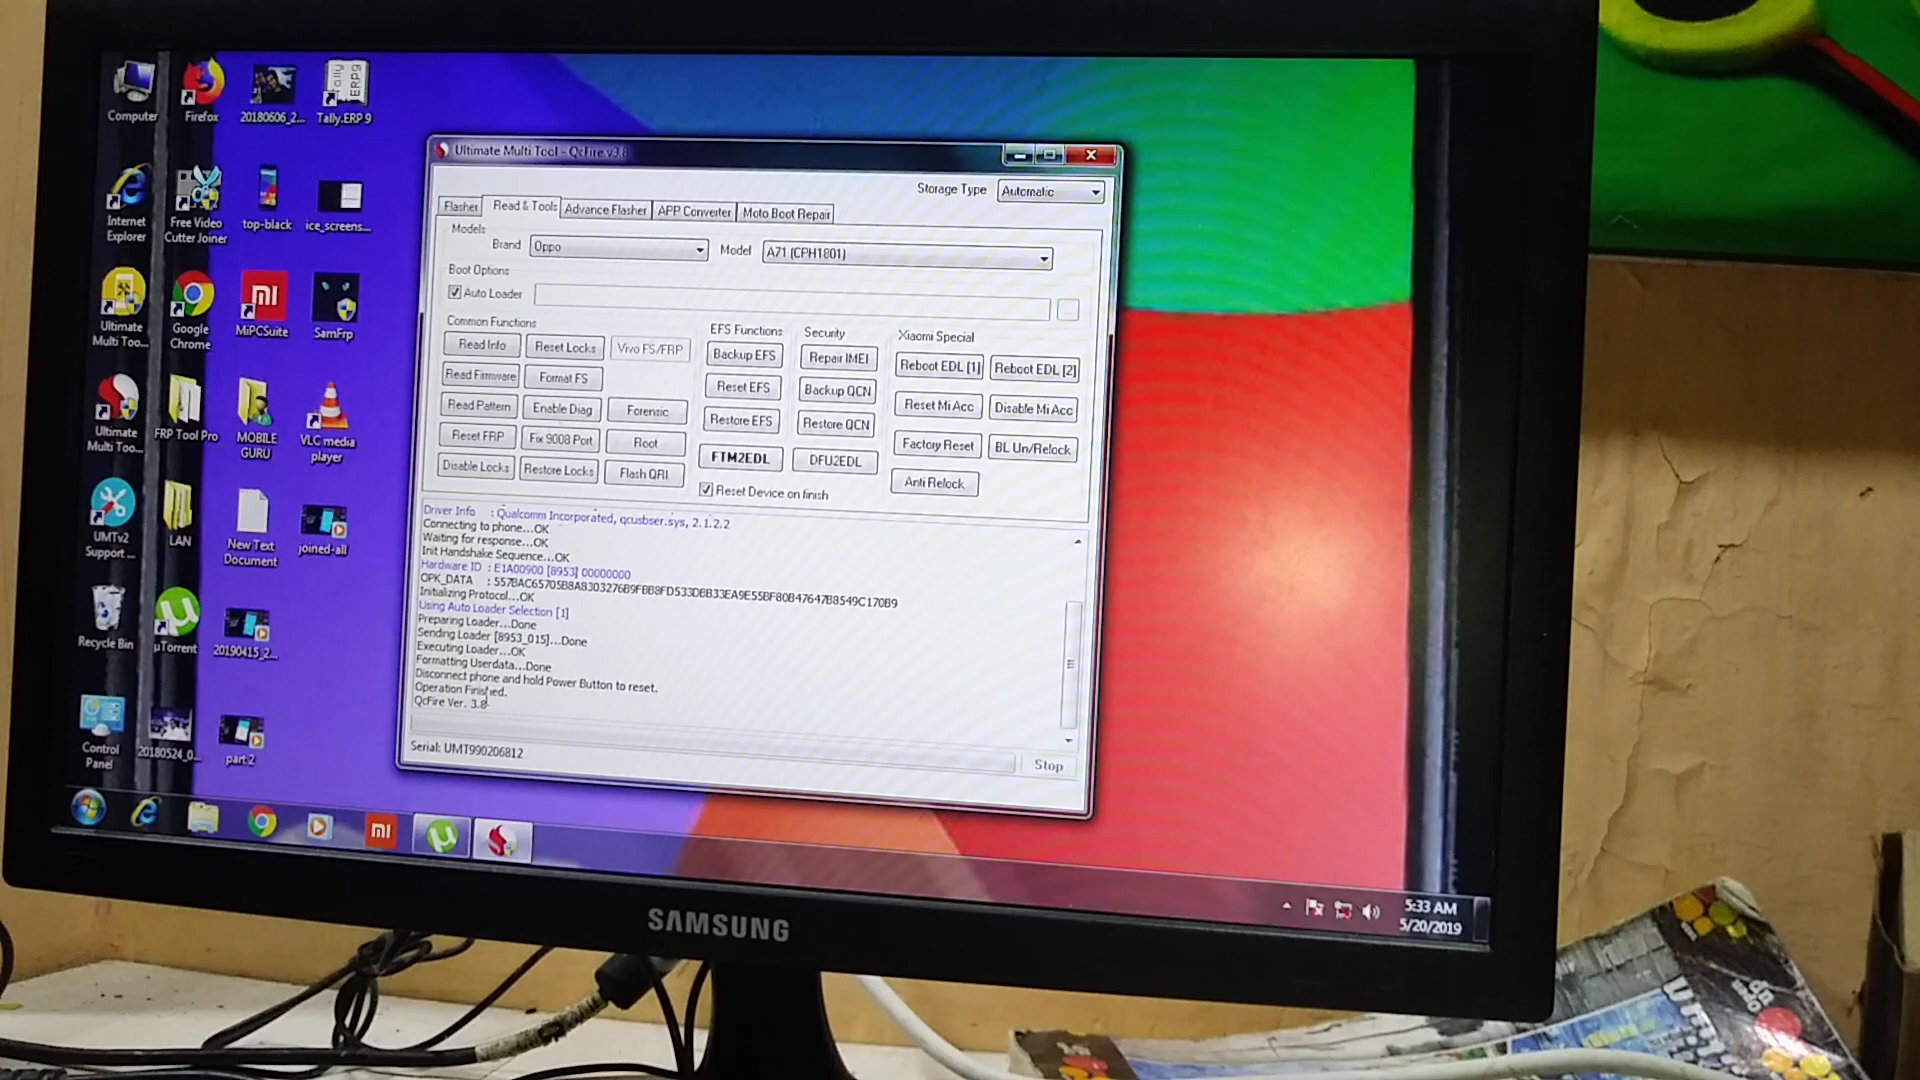 Computer
Firefox
20180606_2...
Tally.ERP 9
Tally
ERP9
Internet
Explorer
Free Video
Cutter Joiner
top-black
ice_screens...
Ultimate
Multi Too...
Google
Chrome
MiPCSuite
SamFrp
Ultimate
Multi Too...
FRP Tool Pro
MOBILE
GURU
VLC media
player
UMTv2
Support ...
LAN
New Text
Document
joined-all
Recycle Bin
µTorrent
20190415_2...
Control
Panel
20180524_0...
part 2
Ultimate Multi Tool - QcFire v3.8
Storage Type Automatic
Flasher Read & Tools Advance Flasher APP Converter Moto Boot Repair
Models
Brand Oppo Model A71 (CPH1801)
Boot Options
Auto Loader ...
Common Functions EFS Functions Security Xiaomi Special
Read Info Reset Locks Vivo FS/FRP Backup EFS Repair IMEI Reboot EDL [1] Reboot EDL [2]
Read Firmware Format FS Reset EFS Backup QCN Reset Mi Acc Disable Mi Acc
Read Pattern Enable Diag Forensic Restore EFS Restore QCN Factory Reset BL Un/Relock
Reset FRP Fix 9008 Port Root FTM2EDL DFU2EDL Anti Relock
Disable Locks Restore Locks Flash QRI Reset Device on finish
Driver Info : Qualcomm Incorporated, qcusbser.sys, 2.1.2.2
Connecting to phone...OK
Waiting for response...OK
Init Handshake Sequence...OK
Hardware ID : E1A00900 [8953] 00000000
OPK_DATA : 557BAC65705B8A8303276B9FBB8FD533DBB33EA9E55BF80B47647B8549C170B9
Initializing Protocol...OK
Using Auto Loader Selection [1]
Preparing Loader...Done
Sending Loader [8953_015]...Done
Executing Loader...OK
Formatting Userdata...Done
Disconnect phone and hold Power Button to reset.
Operation Finished.
QcFire Ver. 3.8
Serial: UMT990206812
Stop
mi
5:33 AM
5/20/2019
SAMSUNG